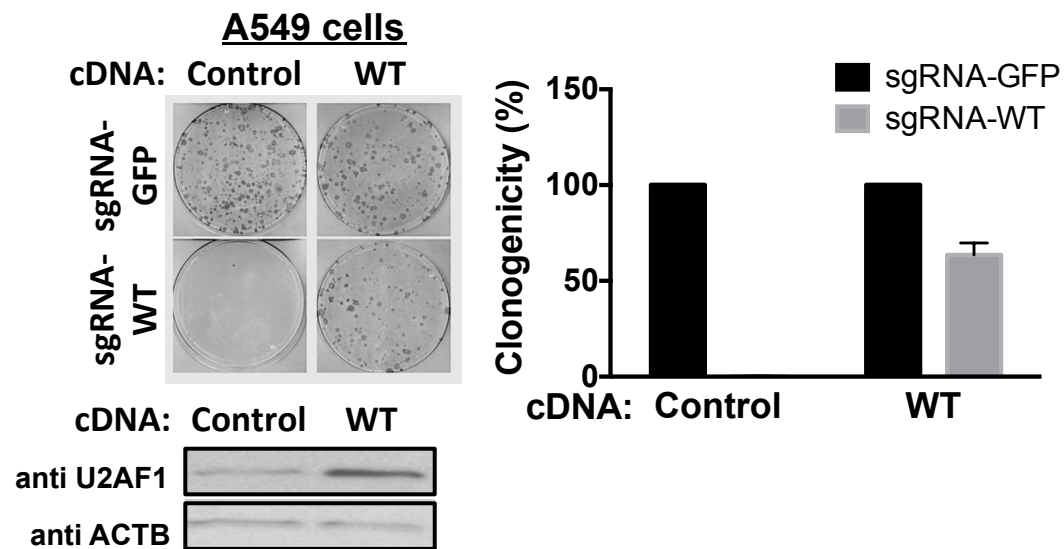 A549 cells
cDNA: Control WT
sgRNA-
GFP
sgRNA-
WT
cDNA: Control WT
anti U2AF1
anti ACTB
sgRNA-GFP
sgRNA-WT
Clonogenicity (%)
150
100
50
0
cDNA: Control WT